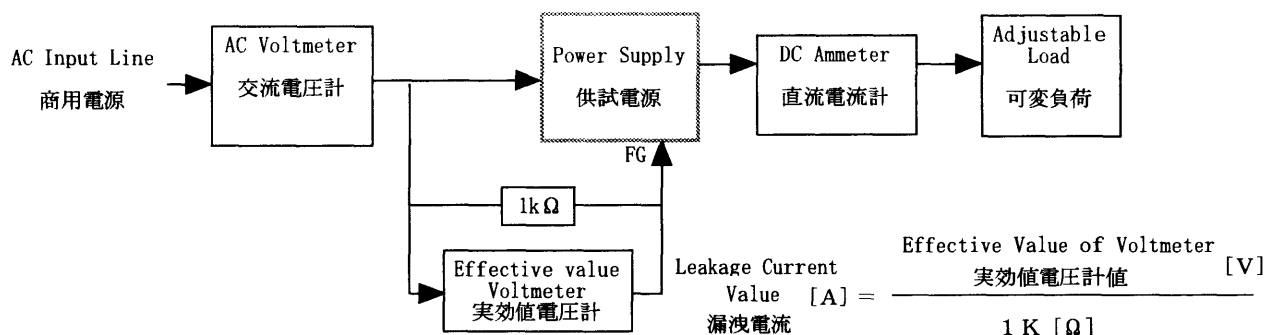 AC Input Line
商用電源
AC Voltmeter
交流電圧計
Power Supply
供試電源
FG
DC Ammeter
直流電流計
Adjustable
Load
可変負荷
1kΩ
Effective value
Voltmeter
実効値電圧計
Leakage Current
Value [A] =
漏洩電流
Effective Value of Voltmeter
実効値電圧計値 [V]
1 K [Ω]